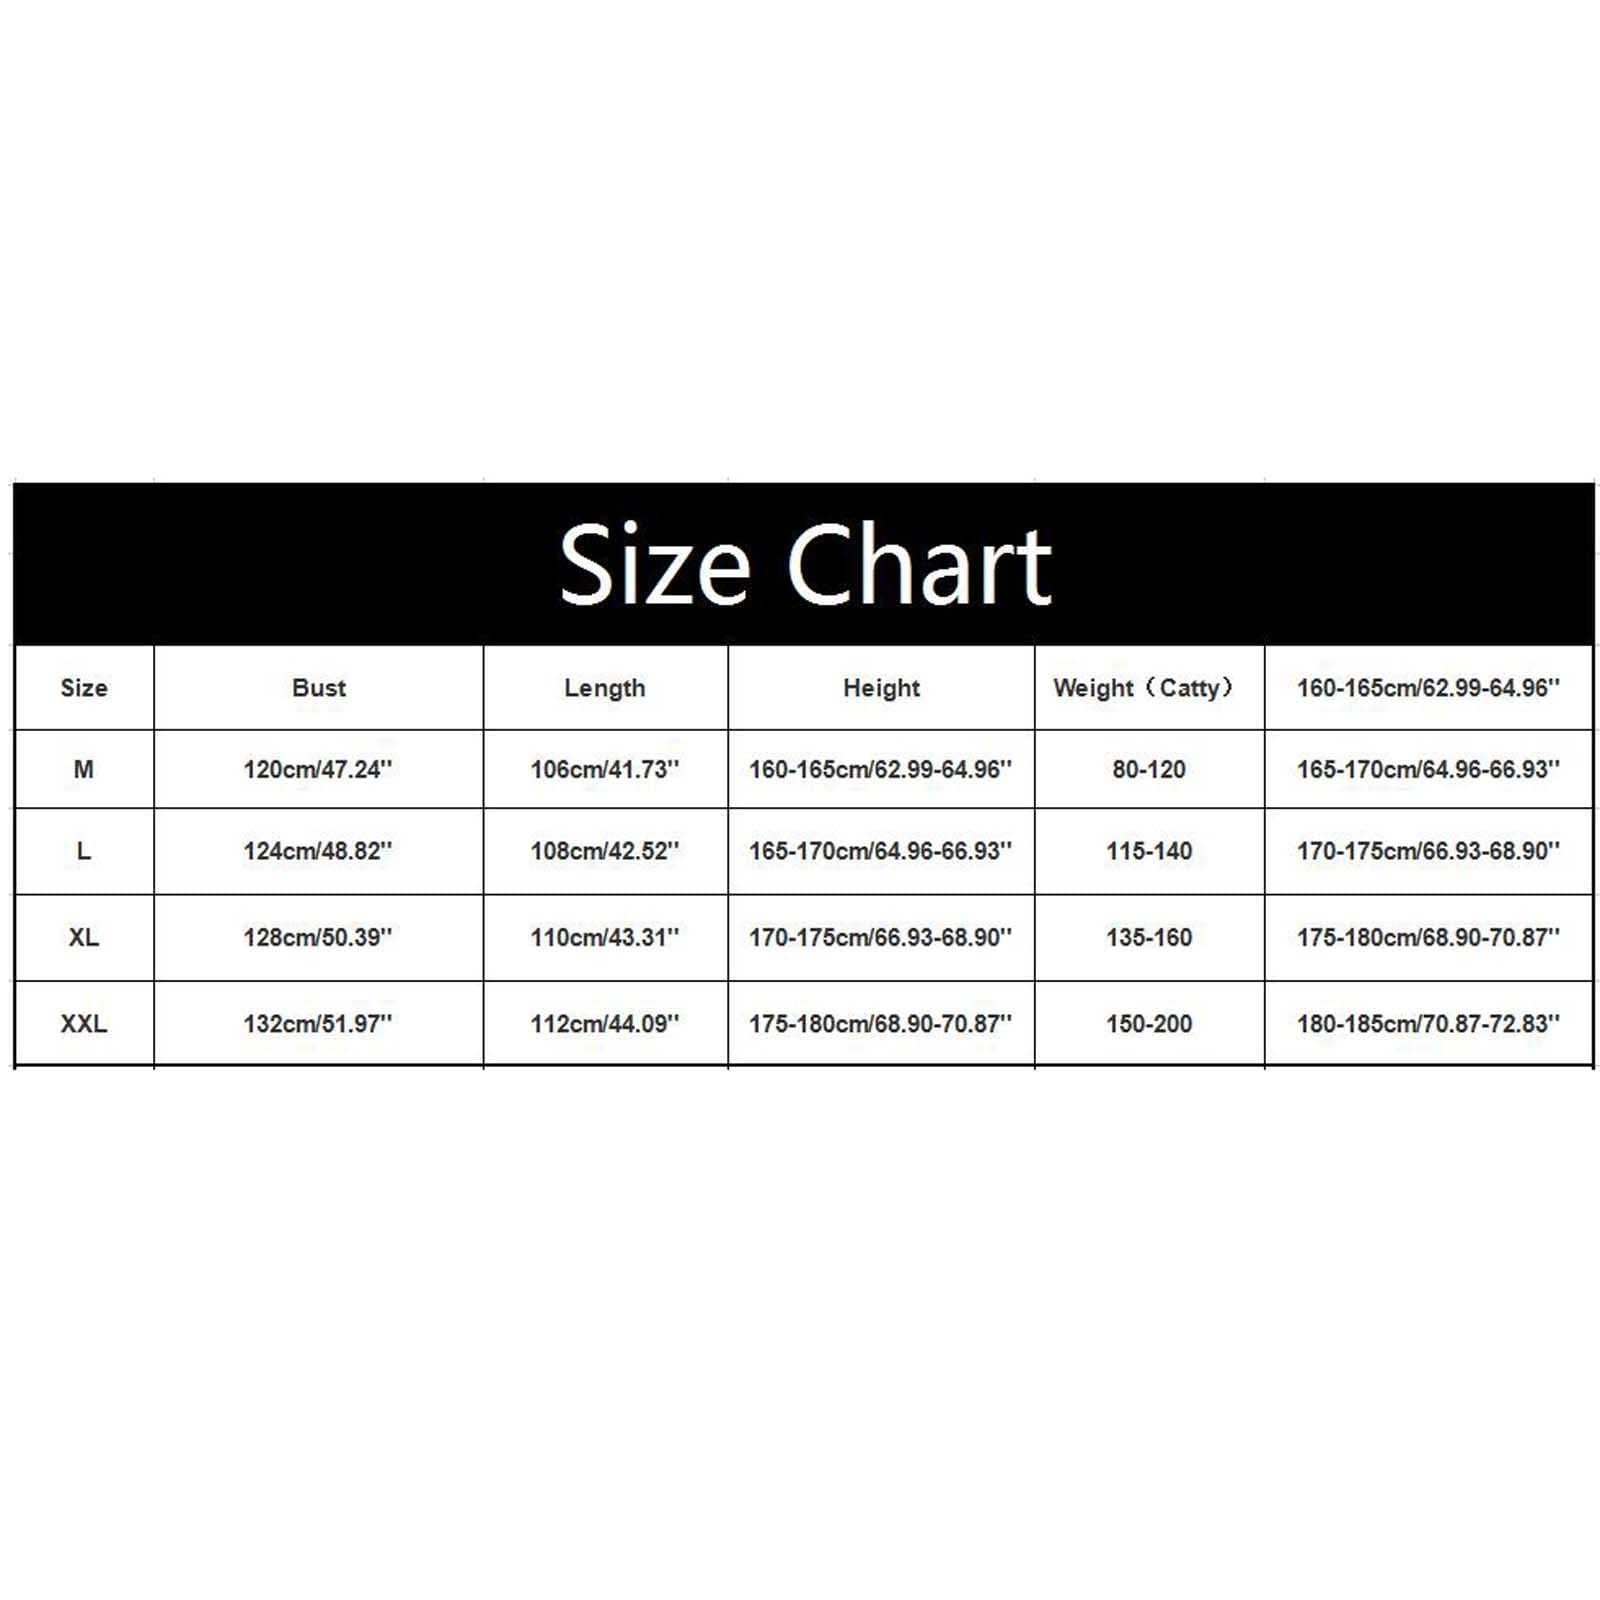 Size Chart
Size Bust Length Height Weight（Catty） 160-165cm/62.99-64.96''
M 120cm/47.24'' 106cm/41.73'' 160-165cm/62.99-64.96'' 80-120 165-170cm/64.96-66.93''
L 124cm/48.82'' 108cm/42.52'' 165-170cm/64.96-66.93'' 115-140 170-175cm/66.93-68.90''
XL 128cm/50.39'' 110cm/43.31'' 170-175cm/66.93-68.90'' 135-160 175-180cm/68.90-70.87''
XXL 132cm/51.97'' 112cm/44.09'' 175-180cm/68.90-70.87'' 150-200 180-185cm/70.87-72.83''